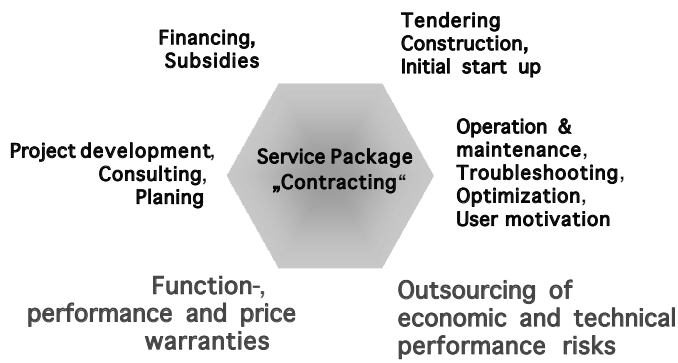 Financing,
Subsidies
Tendering
Construction,
Initial start up
Project development,
Consulting,
Planing
Service Package
„Contracting“
Operation &
maintenance,
Troubleshooting,
Optimization,
User motivation
Function-,
performance and price
warranties
Outsourcing of
economic and technical
performance risks